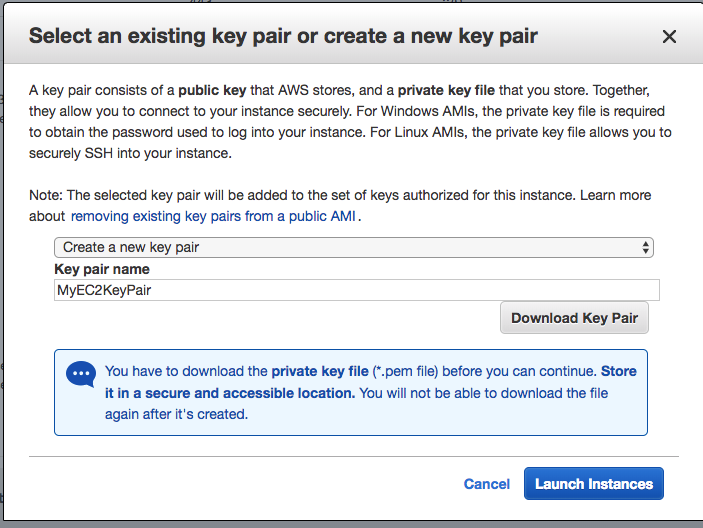 Select an existing key pair or create a new key pair
A key pair consists of a public key that AWS stores, and a private key file that you store. Together,
they allow you to connect to your instance securely. For Windows AMIs, the private key file is required
to obtain the password used to log into your instance. For Linux AMIs, the private key file allows you to
securely SSH into your instance.
Note: The selected key pair will be added to the set of keys authorized for this instance. Learn more
about removing existing key pairs from a public AMI.
Create a new key pair
Key pair name
MyEC2KeyPair
Download Key Pair
You have to download the private key file (*.pem file) before you can continue. Store
it in a secure and accessible location. You will not be able to download the file
again after it's created.
Cancel Launch Instances